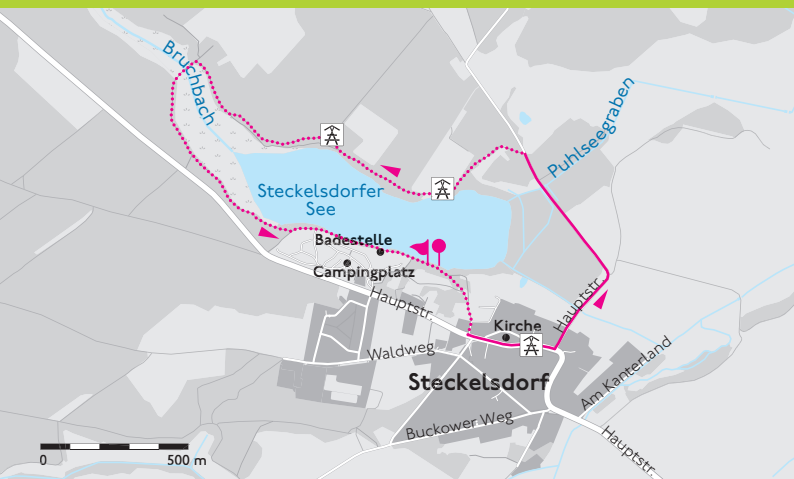 Bruchbach
Puhlseegraben
Steckelsdorfer
See
Badestelle
Campingplatz
Hauptstr.
Hauptstr.
Kirche
Waldweg
Steckelsdorf
Am Kanterland
Buckower Weg
Hauptstr.
0 500 m